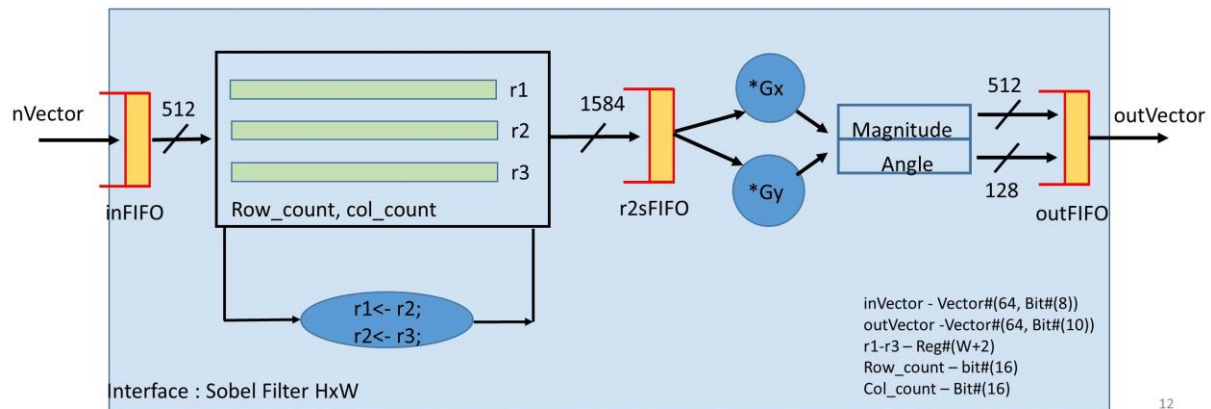 nVector
512
inFIFO
r1
r2
r3
Row_count, col_count
r1<- r2;
r2<- r3;
1584
r2sFIFO
*Gx
*Gy
Magnitude
Angle
512
128
outFIFO
outVector
inVector - Vector#(64, Bit#(8))
outVector -Vector#(64, Bit#(10))
r1-r3 – Reg#(W+2)
Row_count – bit#(16)
Col_count – Bit#(16)
Interface : Sobel Filter HxW
12